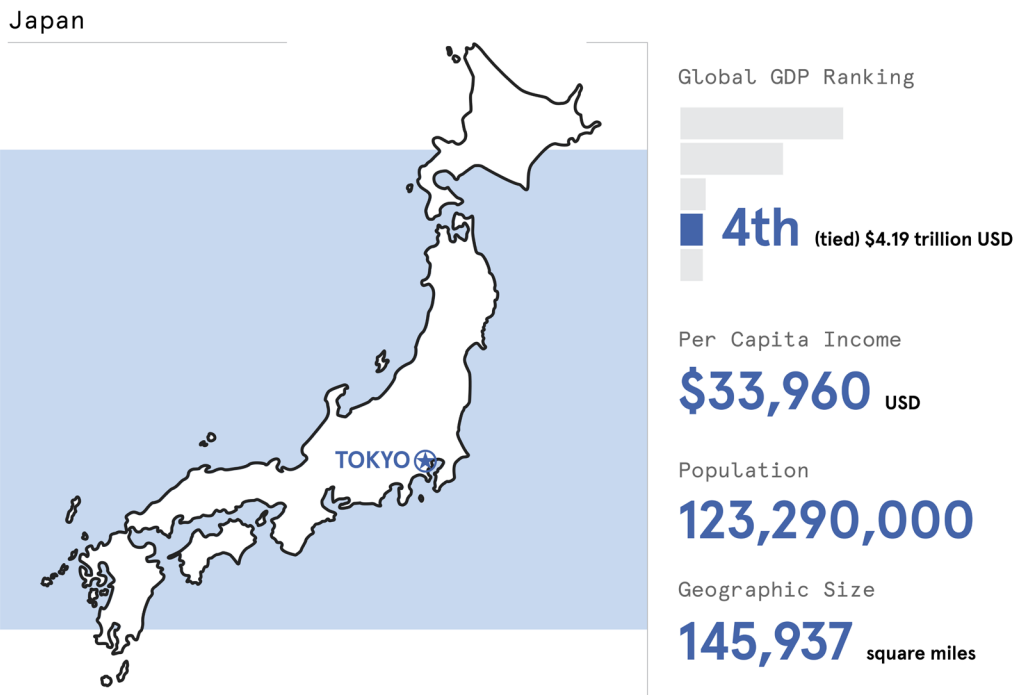 Japan
TOKYO
Global GDP Ranking
4th (tied) $4.19 trillion USD
Per Capita Income
$33,960 USD
Population
123,290,000
Geographic Size
145,937 square miles